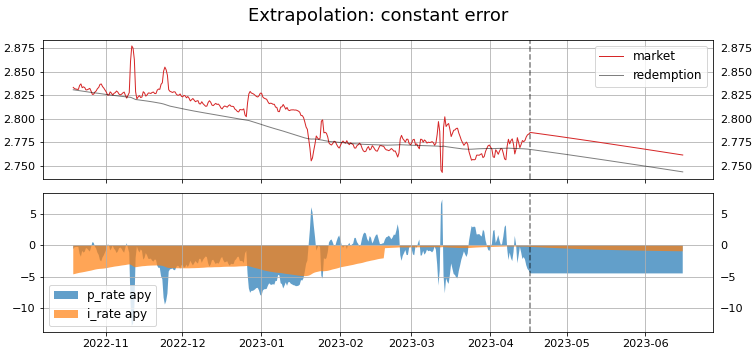 Extrapolation: constant error
2.875 2.875
2.850 2.850
2.825 2.825
2.800 2.800
2.775 2.775
2.750 2.750
market
redemption
5 5
0 0
−5 −5
−10 −10
p_rate apy
i_rate apy
2022-11 2022-12 2023-01 2023-02 2023-03 2023-04 2023-05 2023-06